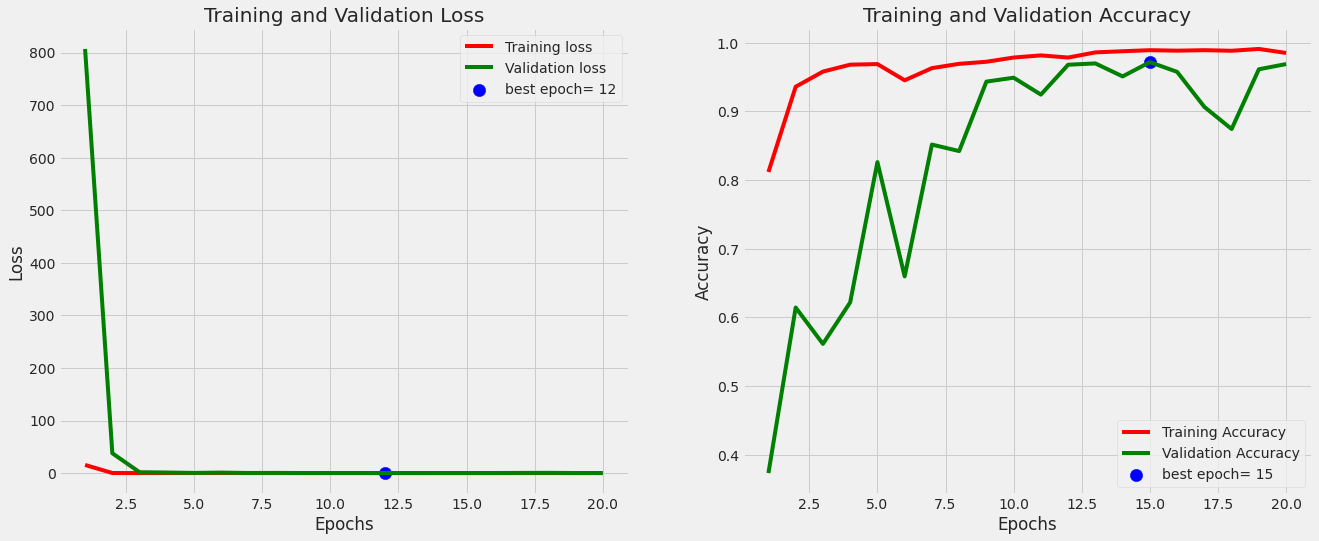 Training and Validation Loss
Training loss
Validation loss
best epoch= 12
800
700
600
500
400
300
200
100
0
Loss
2.5 5.0 7.5 10.0 12.5 15.0 17.5 20.0
Epochs
Training and Validation Accuracy
1.0
0.9
0.8
0.7
0.6
0.5
0.4
Accuracy
Training Accuracy
Validation Accuracy
best epoch= 15
2.5 5.0 7.5 10.0 12.5 15.0 17.5 20.0
Epochs